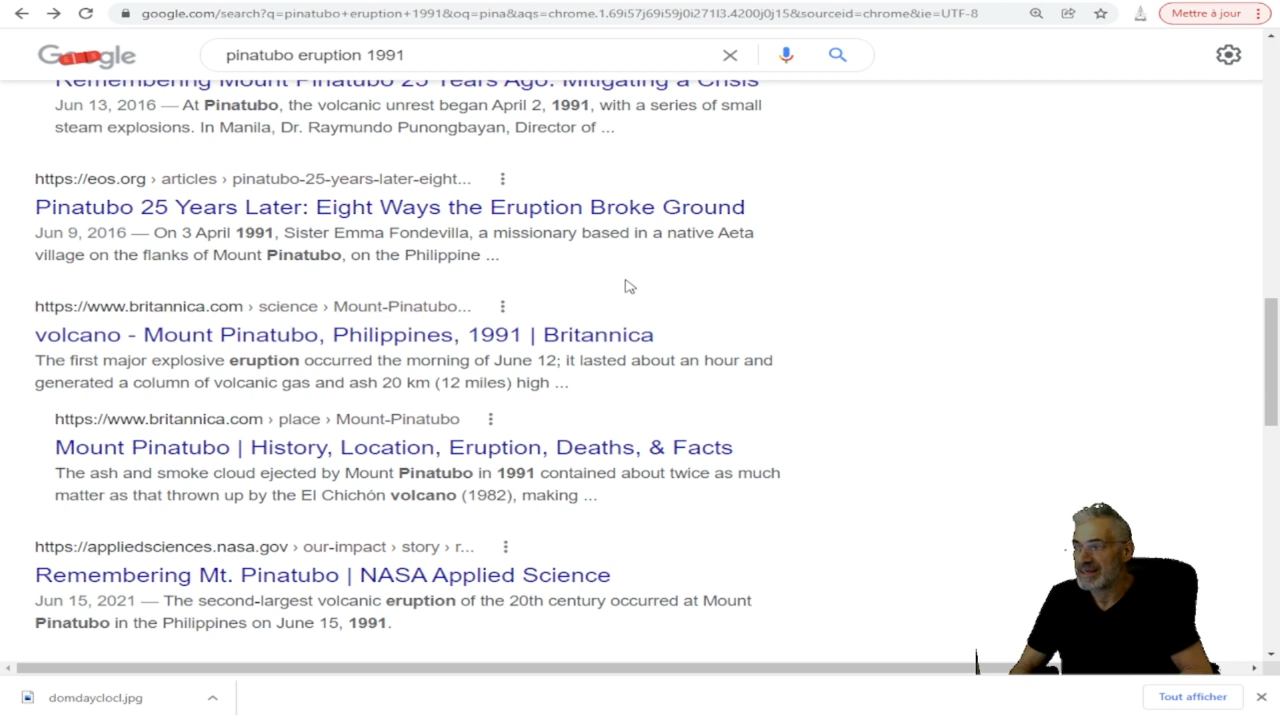 google.com/search?q=pinatubo+eruption+1991&oq=pina&aqs=chrome.1.69i57j69i59j0i271l3.4200j0j15&sourceid=chrome&ie=UTF-8
Mettre à jour
pinatubo eruption 1991
Remembering Mount Pinatubo 25 Years Ago: Mitigating a Crisis
Jun 13, 2016 — At Pinatubo, the volcanic unrest began April 2, 1991, with a series of small
steam explosions. In Manila, Dr. Raymundo Punongbayan, Director of ...
https://eos.org › articles › pinatubo-25-years-later-eight...
Pinatubo 25 Years Later: Eight Ways the Eruption Broke Ground
Jun 9, 2016 — On 3 April 1991, Sister Emma Fondevilla, a missionary based in a native Aeta
village on the flanks of Mount Pinatubo, on the Philippine ...
https://www.britannica.com › science › Mount-Pinatubo...
volcano - Mount Pinatubo, Philippines, 1991 | Britannica
The first major explosive eruption occurred the morning of June 12; it lasted about an hour and
generated a column of volcanic gas and ash 20 km (12 miles) high ...
https://www.britannica.com › place › Mount-Pinatubo
Mount Pinatubo | History, Location, Eruption, Deaths, & Facts
The ash and smoke cloud ejected by Mount Pinatubo in 1991 contained about twice as much
matter as that thrown up by the El Chichón volcano (1982), making ...
https://appliedsciences.nasa.gov › our-impact › story › r...
Remembering Mt. Pinatubo | NASA Applied Science
Jun 15, 2021 — The second-largest volcanic eruption of the 20th century occurred at Mount
Pinatubo in the Philippines on June 15, 1991.
domdayclocl.jpg
Tout afficher